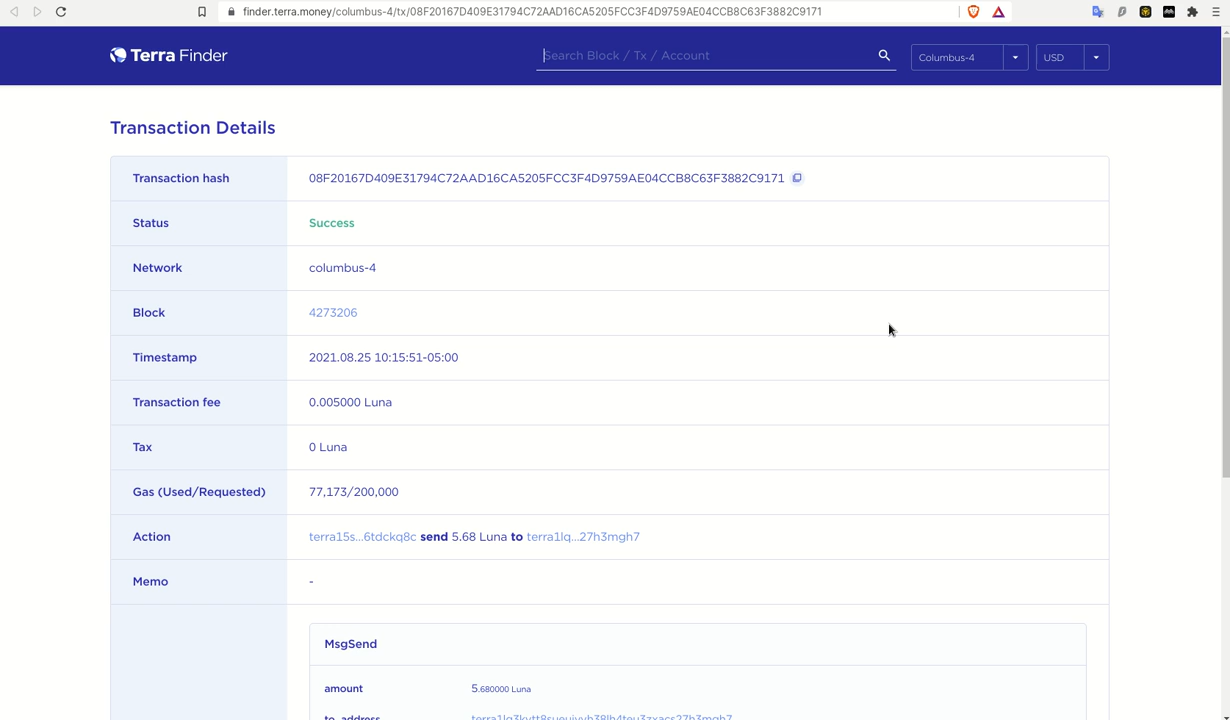 finder.terra.money/columbus-4/tx/08F20167D409E31794C72AAD16CA5205FCC3F4D9759AE04CCB8C63F3882C9171
Terra Finder
Search Block / Tx / Account
Columbus-4
USD
Transaction Details
Transaction hash
08F20167D409E31794C72AAD16CA5205FCC3F4D9759AE04CCB8C63F3882C9171
Status
Success
Network
columbus-4
Block
4273206
Timestamp
2021.08.25 10:15:51-05:00
Transaction fee
0.005000 Luna
Tax
0 Luna
Gas (Used/Requested)
77,173/200,000
Action
terra15s...6tdckq8c send 5.68 Luna to terra1lq...27h3mgh7
Memo
-
MsgSend
amount
5.680000 Luna
to_address